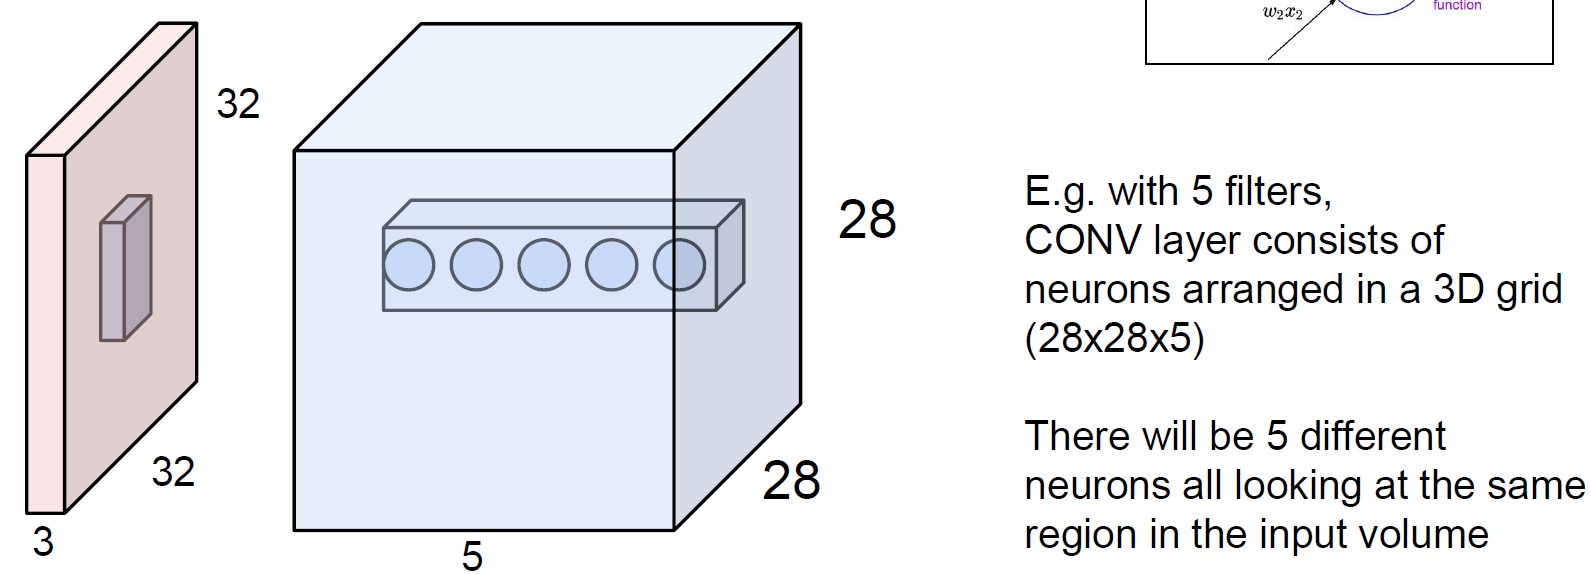 w₂x₂
function
32
32
3
28
28
5
E.g. with 5 filters,
CONV layer consists of
neurons arranged in a 3D grid
(28x28x5)
There will be 5 different
neurons all looking at the same
region in the input volume